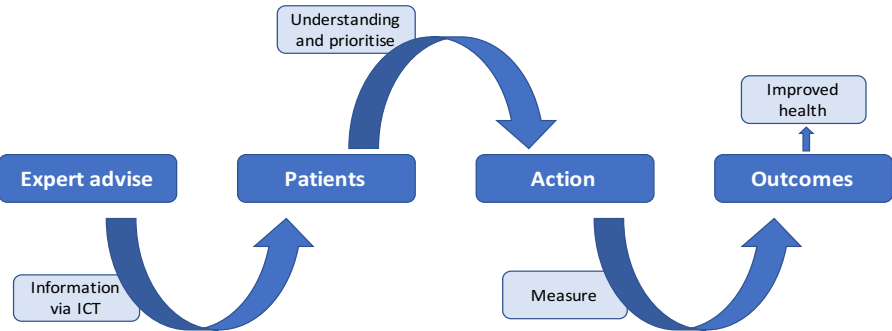 Understanding
and prioritise
Improved
health
Expert advise
Patients
Action
Outcomes
Information
via ICT
Measure